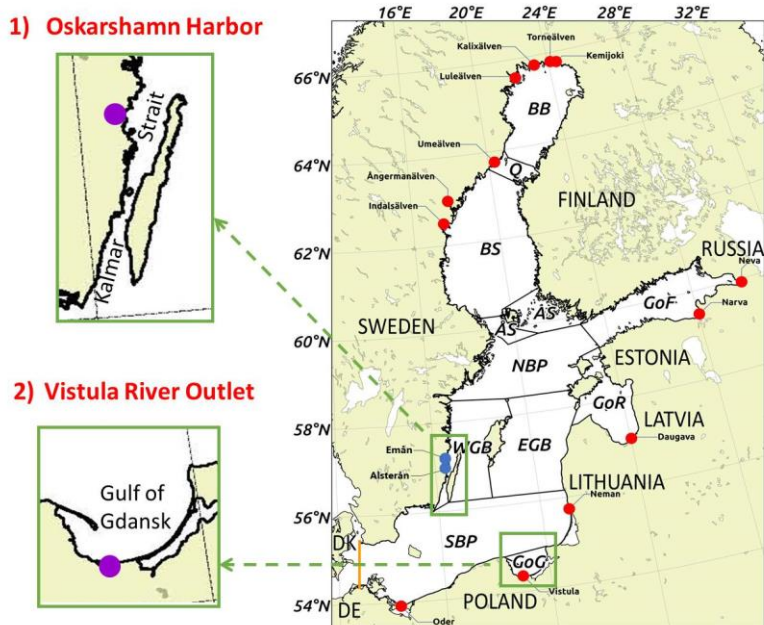 1) Oskarshamn Harbor
Kalmar
Strait
2) Vistula River Outlet
Gulf of
Gdansk
16°E 20°E 24°E 28°E 32°E
66°N
64°N
62°N
60°N
58°N
56°N
54°N
Kalixälven
Torneälven
Kemijoki
Luleälven
BB
Umeälven
Q
Ångermanälven
FINLAND
Indalsälven
BS
RUSSIA
Neva
GoF
Narva
SWEDEN
ÅS
ÅS
NBP
ESTONIA
GoR
LATVIA
Daugava
Emån
WGB
EGB
Alsterån
LITHUANIA
Neman
DK
SBP
GoG
Vistula
DE
POLAND
Oder